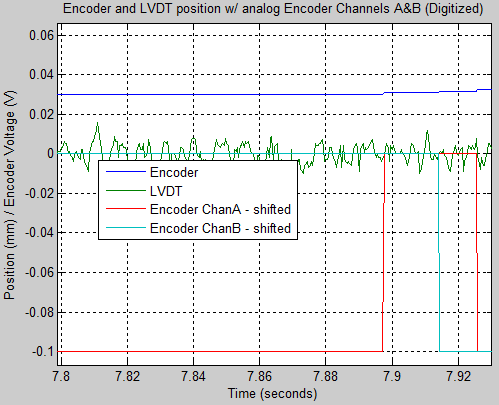 Encoder and LVDT position w/ analog Encoder Channels A&B (Digitized)
0.06
0.04
0.02
0
-0.02
-0.04
-0.06
-0.08
-0.1
Position (mm) / Encoder Voltage (V)
Encoder
LVDT
Encoder ChanA - shifted
Encoder ChanB - shifted
7.8 7.82 7.84 7.86 7.88 7.9 7.92
Time (seconds)